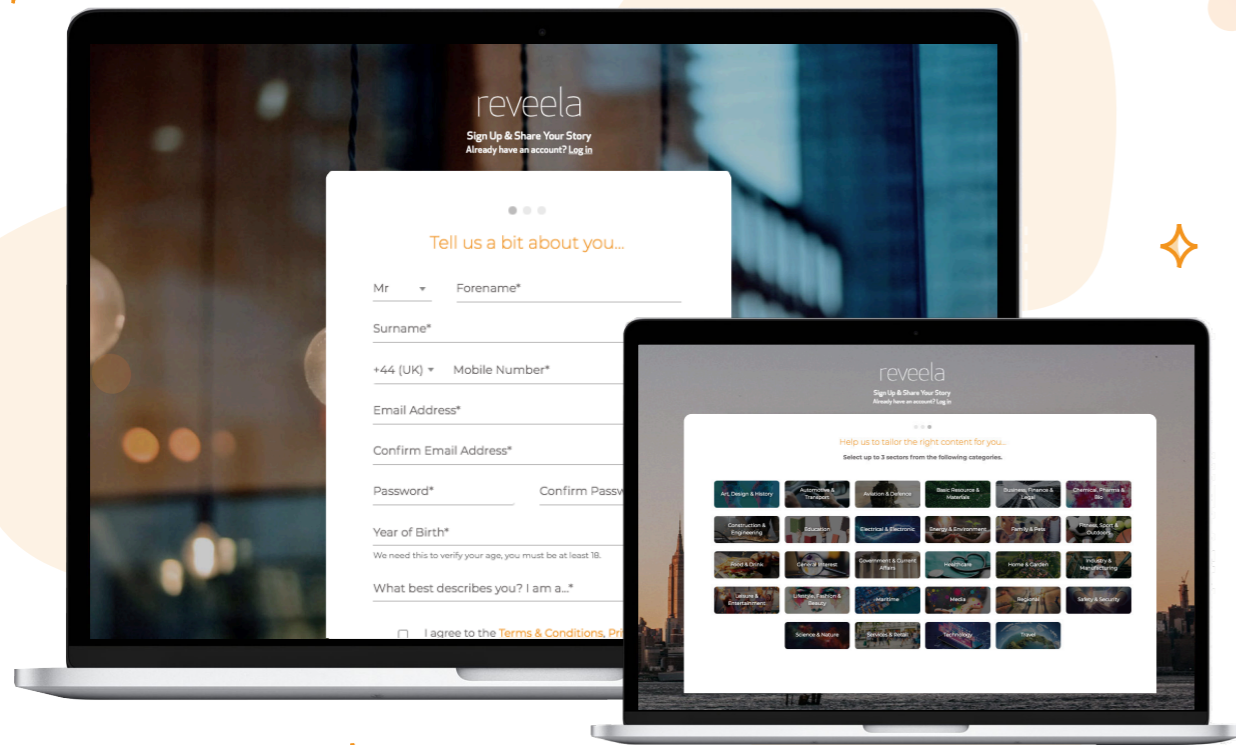 reveela
Sign Up & Share Your Story
Already have an account? Log in
Tell us a bit about you...
Mr
Forename*
Surname*
+44 (UK)
Mobile Number*
Email Address*
Confirm Email Address*
Password*
Confirm Passw
Year of Birth*
We need this to verify your age, you must be at least 18.
What best describes you? I am a...*
I agree to the Terms & Conditions, Pri
reveela
Sign Up & Share Your Story
Already have an account? Log in
Help us to tailor the right content for you...
Select up to 3 sectors from the following categories.
Art, Design & History
Automotive &
Transport
Aviation & Defence
Basic Resource &
Materials
Business, Finance &
Legal
Chemical, Pharma &
Bio
Construction &
Engineering
Education
Electrical & Electronic
Energy & Environment
Family & Pets
Fitness, Sport &
Outdoors
Food & Drink
General Interest
Government & Current
Affairs
Healthcare
Home & Garden
Industry &
Manufacturing
Leisure &
Entertainment
Lifestyle, Fashion &
Beauty
Maritime
Media
Regional
Safety & Security
Science & Nature
Services & Retail
Technology
Travel